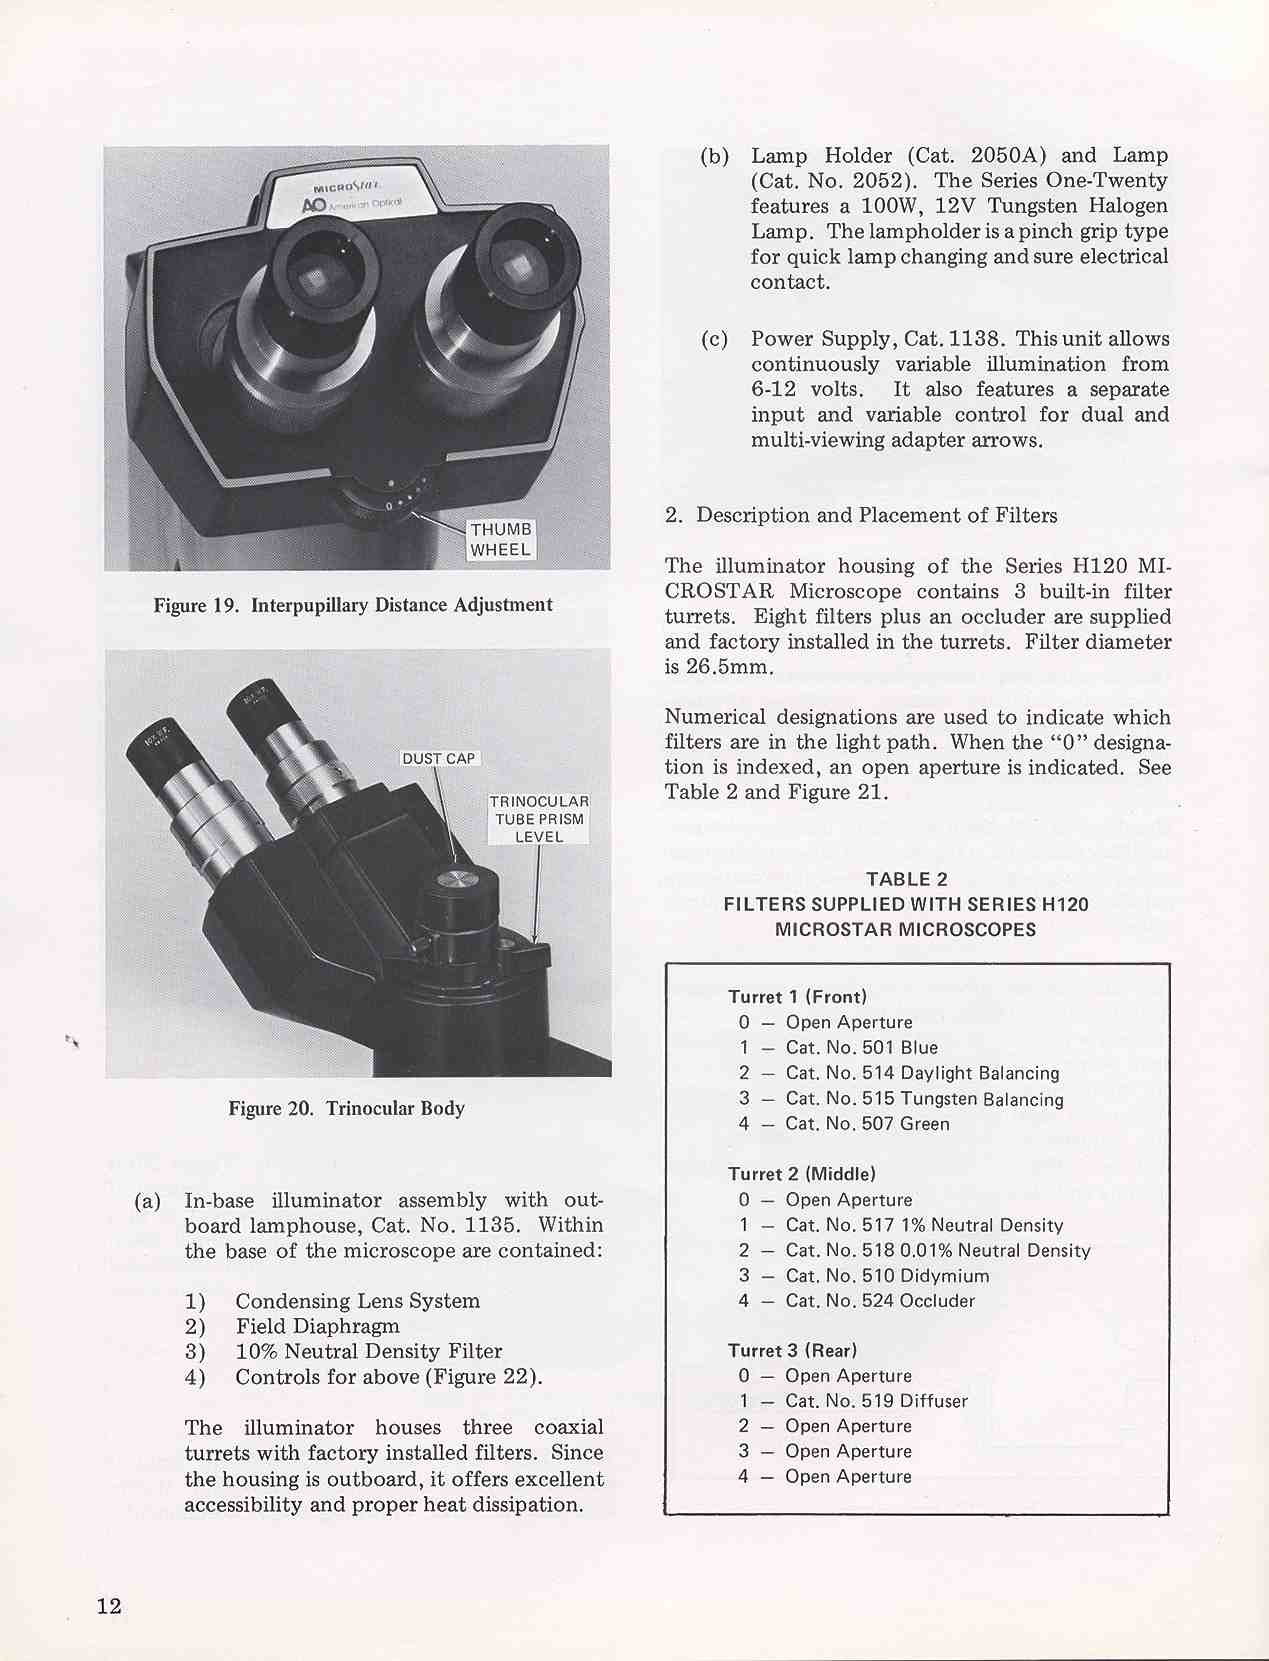 MICROStar
AO American Optical
0
THUMB
WHEEL
Figure 19. Interpupillary Distance Adjustment
10X W.F.
10X W.F.
DUST CAP
TRINOCULAR
TUBE PRISM
LEVEL
Figure 20. Trinocular Body
(a) In-base illuminator assembly with out-
board lamphouse, Cat. No. 1135. Within
the base of the microscope are contained:
1) Condensing Lens System
2) Field Diaphragm
3) 10% Neutral Density Filter
4) Controls for above (Figure 22).
The illuminator houses three coaxial
turrets with factory installed filters. Since
the housing is outboard, it offers excellent
accessibility and proper heat dissipation.
(b) Lamp Holder (Cat. 2050A) and Lamp
(Cat. No. 2052). The Series One-Twenty
features a 100W, 12V Tungsten Halogen
Lamp. The lampholder is a pinch grip type
for quick lamp changing and sure electrical
contact.
(c) Power Supply, Cat. 1138. This unit allows
continuously variable illumination from
6-12 volts. It also features a separate
input and variable control for dual and
multi-viewing adapter arrows.
2. Description and Placement of Filters
The illuminator housing of the Series H120 MI-
CROSTAR Microscope contains 3 built-in filter
turrets. Eight filters plus an occluder are supplied
and factory installed in the turrets. Filter diameter
is 26.5mm.
Numerical designations are used to indicate which
filters are in the light path. When the “0” designa-
tion is indexed, an open aperture is indicated. See
Table 2 and Figure 21.
TABLE 2
FILTERS SUPPLIED WITH SERIES H120
MICROSTAR MICROSCOPES
Turret 1 (Front)
0 — Open Aperture
1 — Cat. No. 501 Blue
2 — Cat. No. 514 Daylight Balancing
3 — Cat. No. 515 Tungsten Balancing
4 — Cat. No. 507 Green
Turret 2 (Middle)
0 — Open Aperture
1 — Cat. No. 517 1% Neutral Density
2 — Cat. No. 518 0.01% Neutral Density
3 — Cat. No. 510 Didymium
4 — Cat. No. 524 Occluder
Turret 3 (Rear)
0 — Open Aperture
1 — Cat. No. 519 Diffuser
2 — Open Aperture
3 — Open Aperture
4 — Open Aperture
12